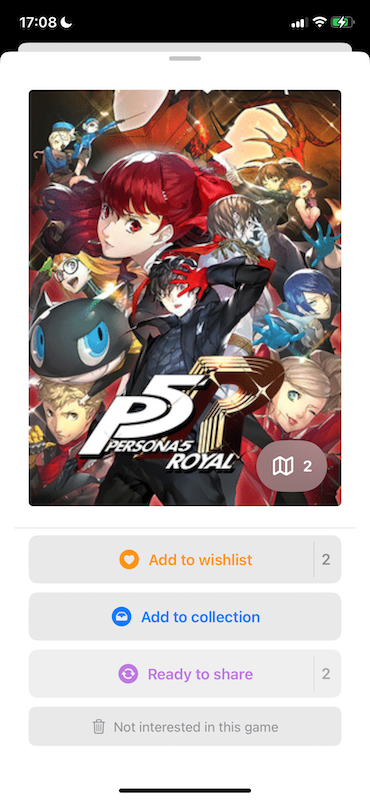 17:08
P5R
PERSONA5
ROYAL
2
Add to wishlist
2
Add to collection
Ready to share
2
Not interested in this game